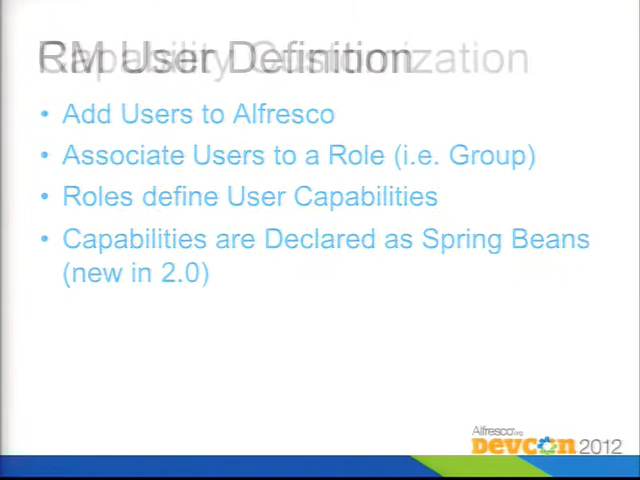 RM User Definition
Capability Customization
• Add Users to Alfresco
• Associate Users to a Role (i.e. Group)
• Roles define User Capabilities
• Capabilities are Declared as Spring Beans
(new in 2.0)
Alfresco.org
Devcon 2012